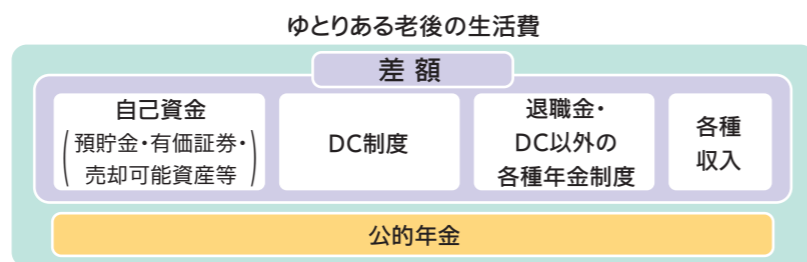 ゆとりある老後の生活費
差額
自己資金
(預貯金・有価証券・
売却可能資産等)
DC制度
退職金・
DC以外の
各種年金制度
各種
収入
公的年金